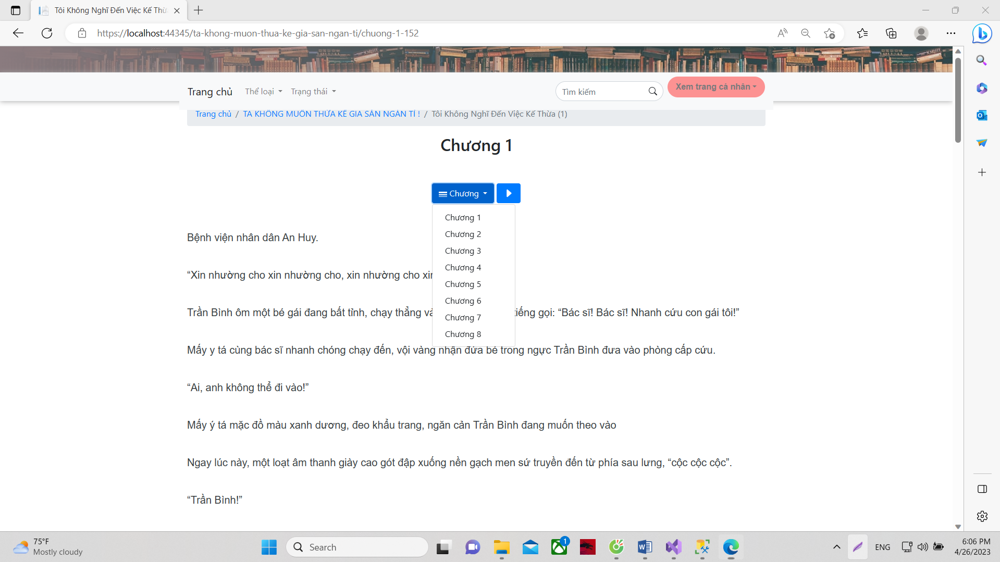 Tôi Không Nghĩ Đến Việc Kế Thừ
https://localhost:44345/ta-khong-muon-thua-ke-gia-san-ngan-ti/chuong-1-152
SCARLETT
Trang chủ Thể loại Trạng thái Tìm kiếm Xem trang cá nhân
Trang chủ / TA KHÔNG MUỐN THỪA KẾ GIA SẢN NGÀN TỈ ! / Tôi Không Nghĩ Đến Việc Kế Thừa (1)
Chương 1
Chương
Chương 1
Chương 2
Chương 3
Chương 4
Chương 5
Chương 6
Chương 7
Chương 8
Bệnh viện nhân dân An Huy.
“Xin nhường cho xin nhường cho, xin nhường cho xin
Trần Bình ôm một bé gái đang bất tỉnh, chạy thẳng và tiếng gọi: “Bác sĩ! Bác sĩ! Nhanh cứu con gái tôi!”
Mấy y tá cùng bác sĩ nhanh chóng chạy đến, vội vàng nhận đứa bé trong ngực Trần Bình đưa vào phòng cấp cứu.
“Ai, anh không thể đi vào!”
Mấy ý tá mặc đồ màu xanh dương, đeo khẩu trang, ngăn cản Trần Bình đang muốn theo vào
Ngay lúc này, một loạt âm thanh giày cao gót đập xuống nền gạch men sứ truyền đến từ phía sau lưng, “cộc cộc cộc”.
“Trần Bình!”
75°F
Mostly cloudy
Search
1
ENG
6:06 PM
4/26/2023